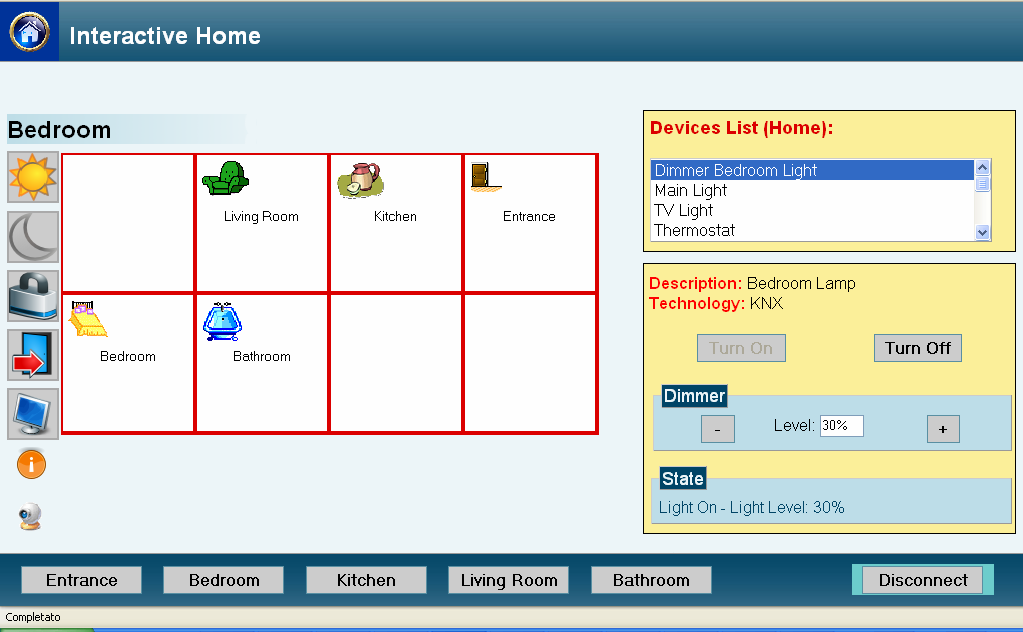 Interactive Home
Bedroom
Living Room
Kitchen
Entrance
Bedroom
Bathroom
Devices List (Home):
Dimmer Bedroom Light
Main Light
TV Light
Thermostat
Description: Bedroom Lamp
Technology: KNX
Turn On
Turn Off
Dimmer
-
Level: 30%
+
State
Light On - Light Level: 30%
Entrance
Bedroom
Kitchen
Living Room
Bathroom
Disconnect
Completato